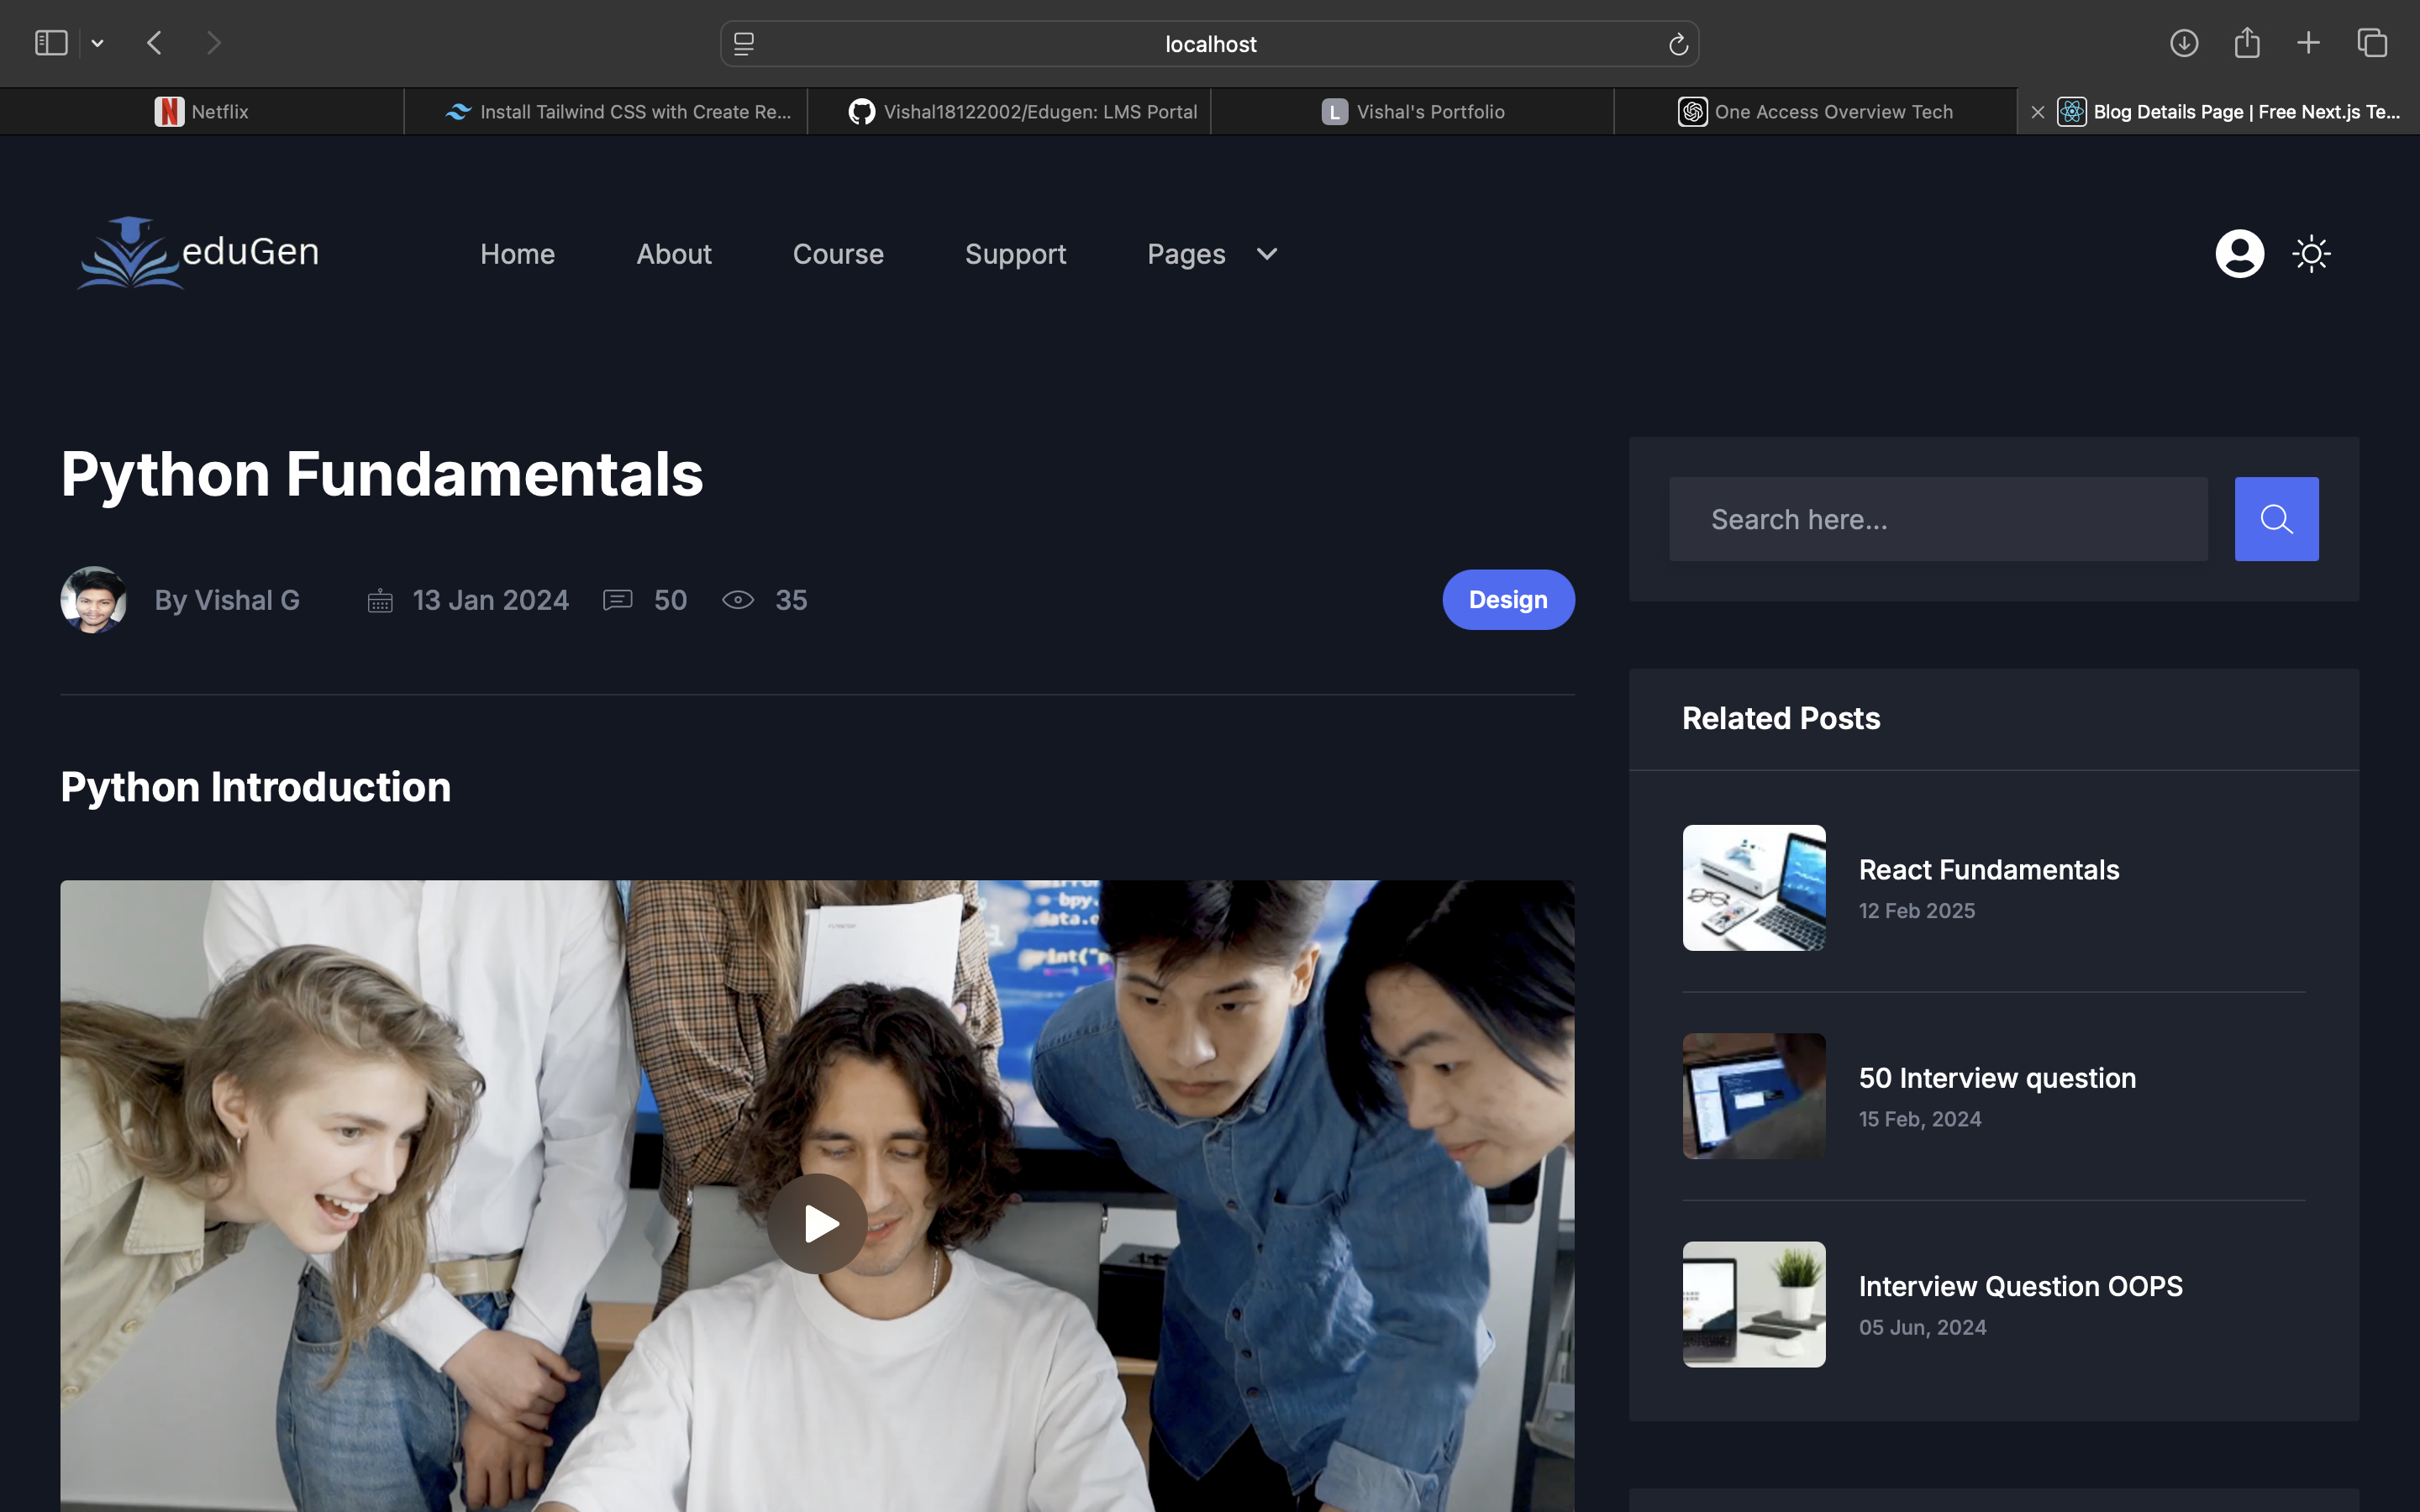 localhost
Netflix
Install Tailwind CSS with Create Re...
Vishal18122002/Edugen: LMS Portal
L Vishal's Portfolio
One Access Overview Tech
Blog Details Page | Free Next.js Te...
eduGen
Home
About
Course
Support
Pages
Python Fundamentals
Search here...
By Vishal G
13 Jan 2024
50
35
Design
Related Posts
Python Introduction
React Fundamentals
12 Feb 2025
50 Interview question
15 Feb, 2024
Interview Question OOPS
05 Jun, 2024
bpy.
data.o
print("p